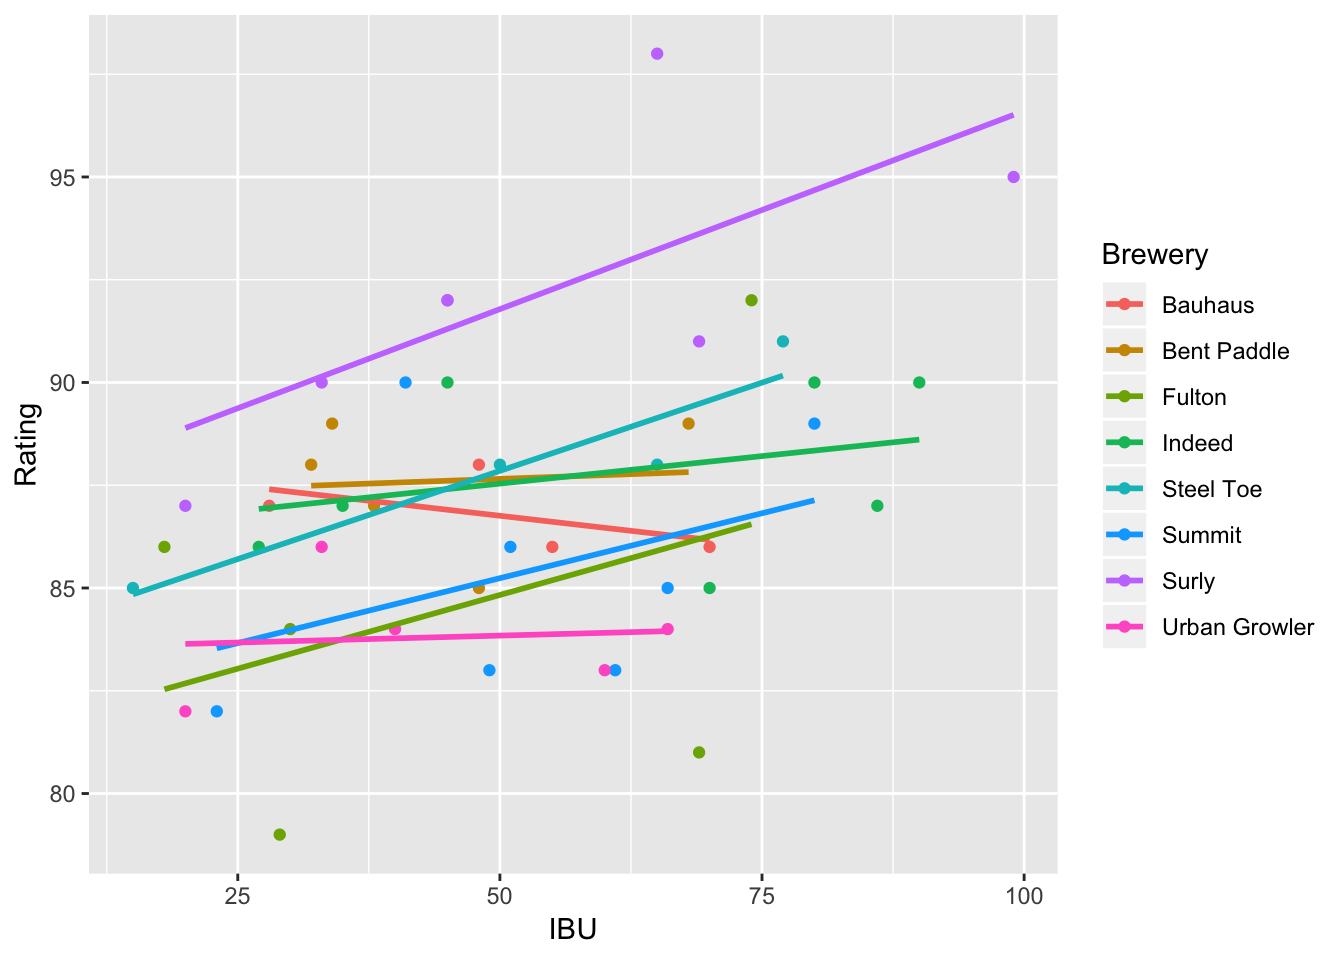 95
90
85
80
Rating
25
50
75
100
IBU
Brewery
Bauhaus
Bent Paddle
Fulton
Indeed
Steel Toe
Summit
Surly
Urban Growler